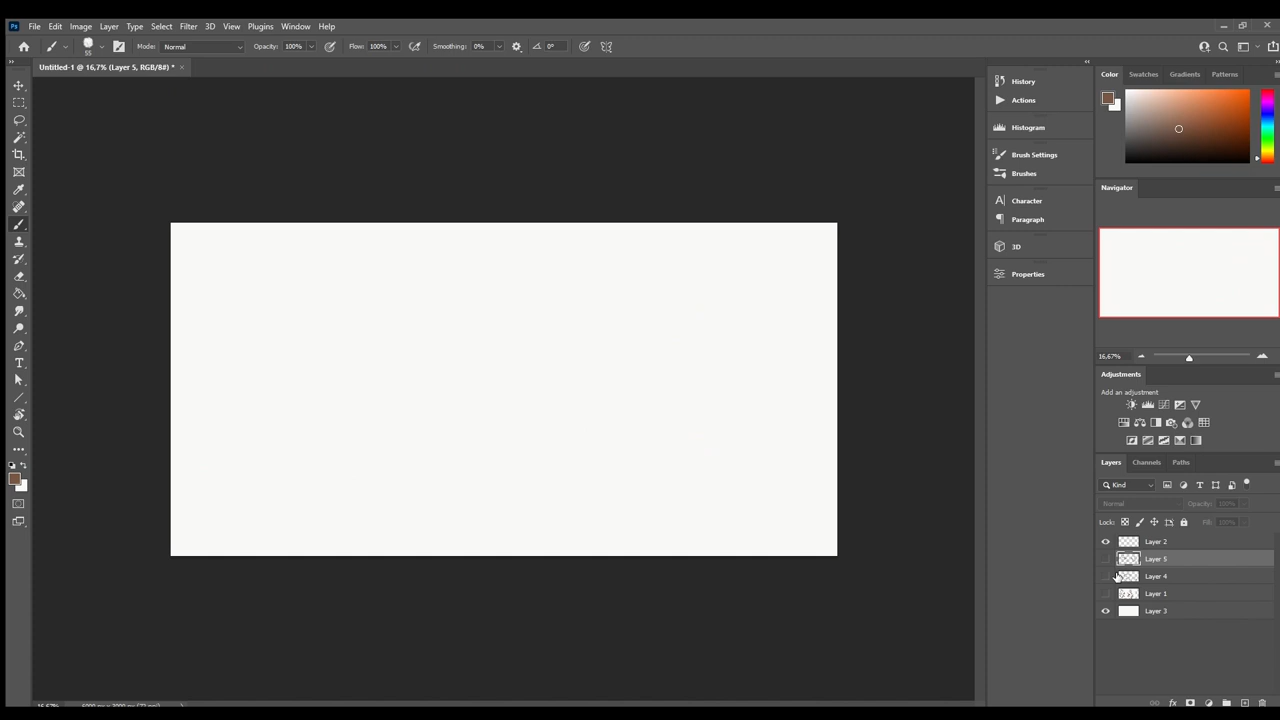 Ps File Edit Image Layer Type Select Filter 3D View Plugins Window Help
55 Mode: Normal Opacity: 100% Flow: 100% Smoothing: 0% 0°
Untitled-1 @ 16,7% (Layer 5, RGB/8#) * ×
History
Actions
Histogram
Brush Settings
Brushes
Character
Paragraph
3D
Properties
Color Swatches Gradients Patterns
Navigator
16,67%
Adjustments
Add an adjustment
Layers Channels Paths
Kind
Normal Opacity: 100%
Lock: Fill: 100%
Layer 2
Layer 5
Layer 4
Layer 1
Layer 3